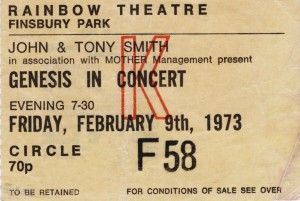 RAINBOW THEATRE
FINSBURY PARK
JOHN & TONY SMITH
in association with MOTHER Management present
GENESIS IN CONCERT
K
EVENING 7-30
FRIDAY, FEBRUARY 9th, 1973
CIRCLE
70p
F 58
TO BE RETAINED
FOR CONDITIONS OF SALE SEE OVER